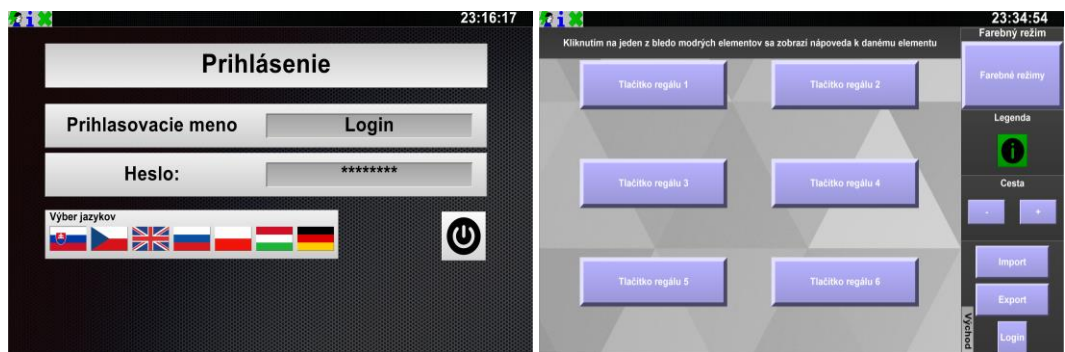 23:16:17
Prihlásenie
Prihlasovacie meno
Login
Heslo:
********
Výber jazykov
23:34:54
Kliknutím na jeden z bledo modrých elementov sa zobrazí nápoveda k danému elementu
Farebný režim
Tlačítko regálu 1
Tlačítko regálu 2
Farebné režimy
Legenda
Tlačítko regálu 3
Tlačítko regálu 4
Cesta
-
+
Tlačítko regálu 5
Tlačítko regálu 6
Import
Export
Východ
Login